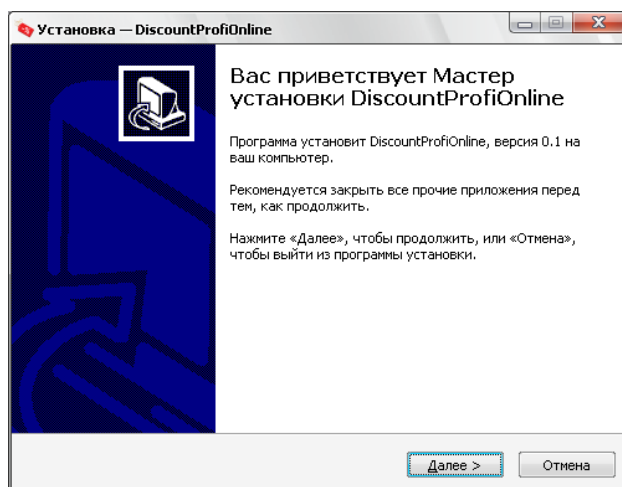 Установка — DiscountProfiOnline
Вас приветствует Мастер
установки DiscountProfiOnline
Программа установит DiscountProfiOnline, версия 0.1 на
ваш компьютер.
Рекомендуется закрыть все прочие приложения перед
тем, как продолжить.
Нажмите «Далее», чтобы продолжить, или «Отмена»,
чтобы выйти из программы установки.
Далее >
Отмена